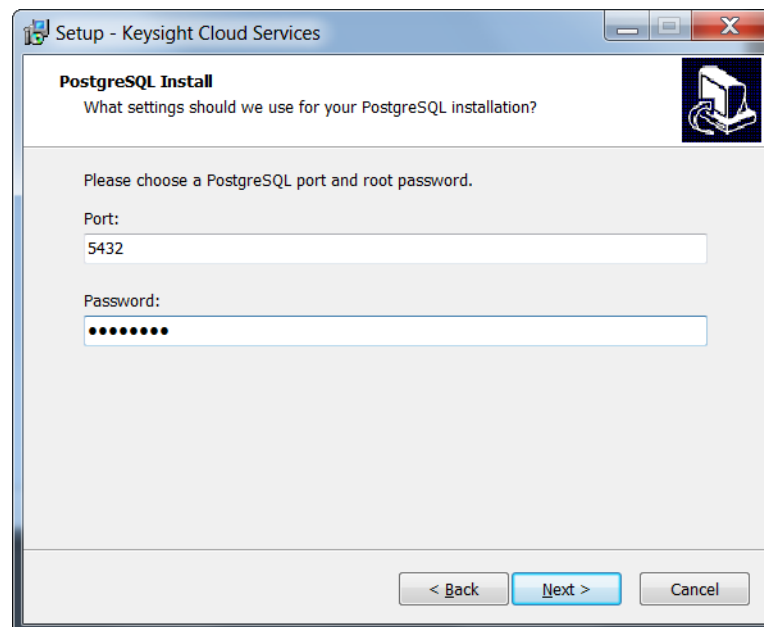 Setup - Keysight Cloud Services
PostgreSQL Install
What settings should we use for your PostgreSQL installation?
Please choose a PostgreSQL port and root password.
Port:
5432
Password:
●●●●●●●●
< Back
Next >
Cancel